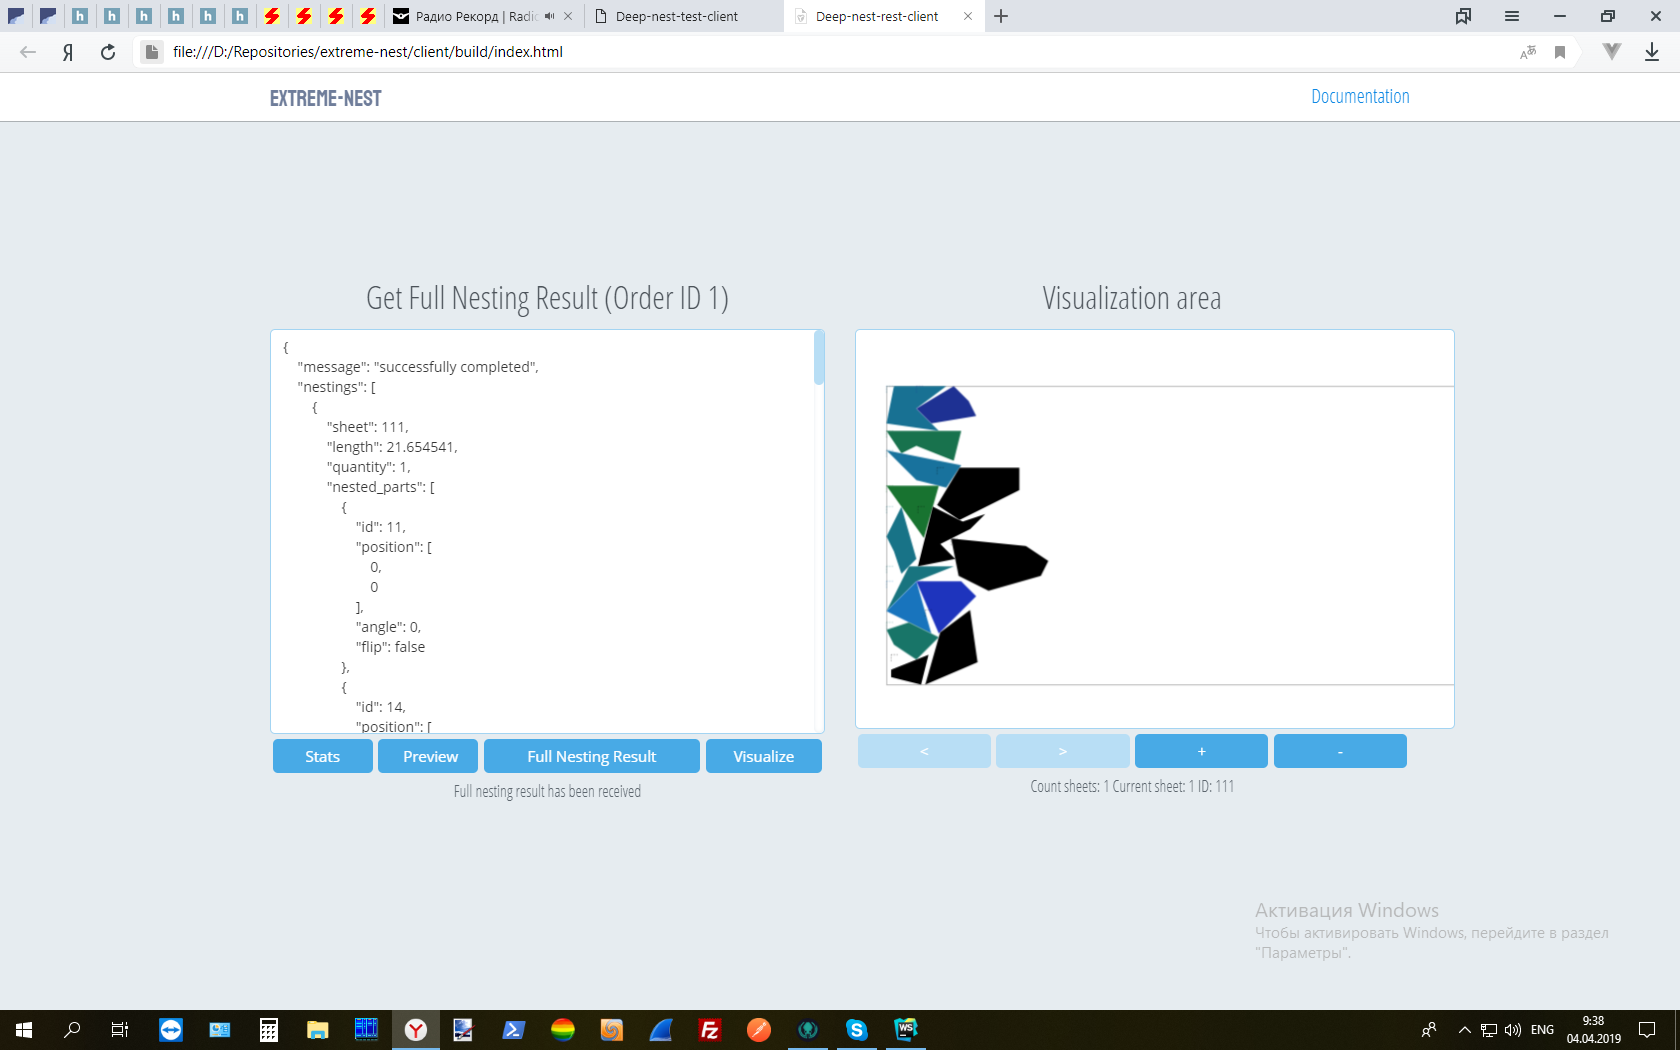 Радио Рекорд | Radi
Deep-nest-test-client
Deep-nest-rest-client
Я
file:///D:/Repositories/extreme-nest/client/build/index.html
EXTREME-NEST
Documentation
Get Full Nesting Result (Order ID 1)
Visualization area
{
"message": "successfully completed",
"nestings": [
{
"sheet": 111,
"length": 21.654541,
"quantity": 1,
"nested_parts": [
{
"id": 11,
"position": [
0,
0
],
"angle": 0,
"flip": false
},
{
"id": 14,
"position": [
Stats
Preview
Full Nesting Result
Visualize
<
>
+
-
Full nesting result has been received
Count sheets: 1 Current sheet: 1 ID: 111
Активация Windows
Чтобы активировать Windows, перейдите в раздел
"Параметры".
ENG
9:38
04.04.2019